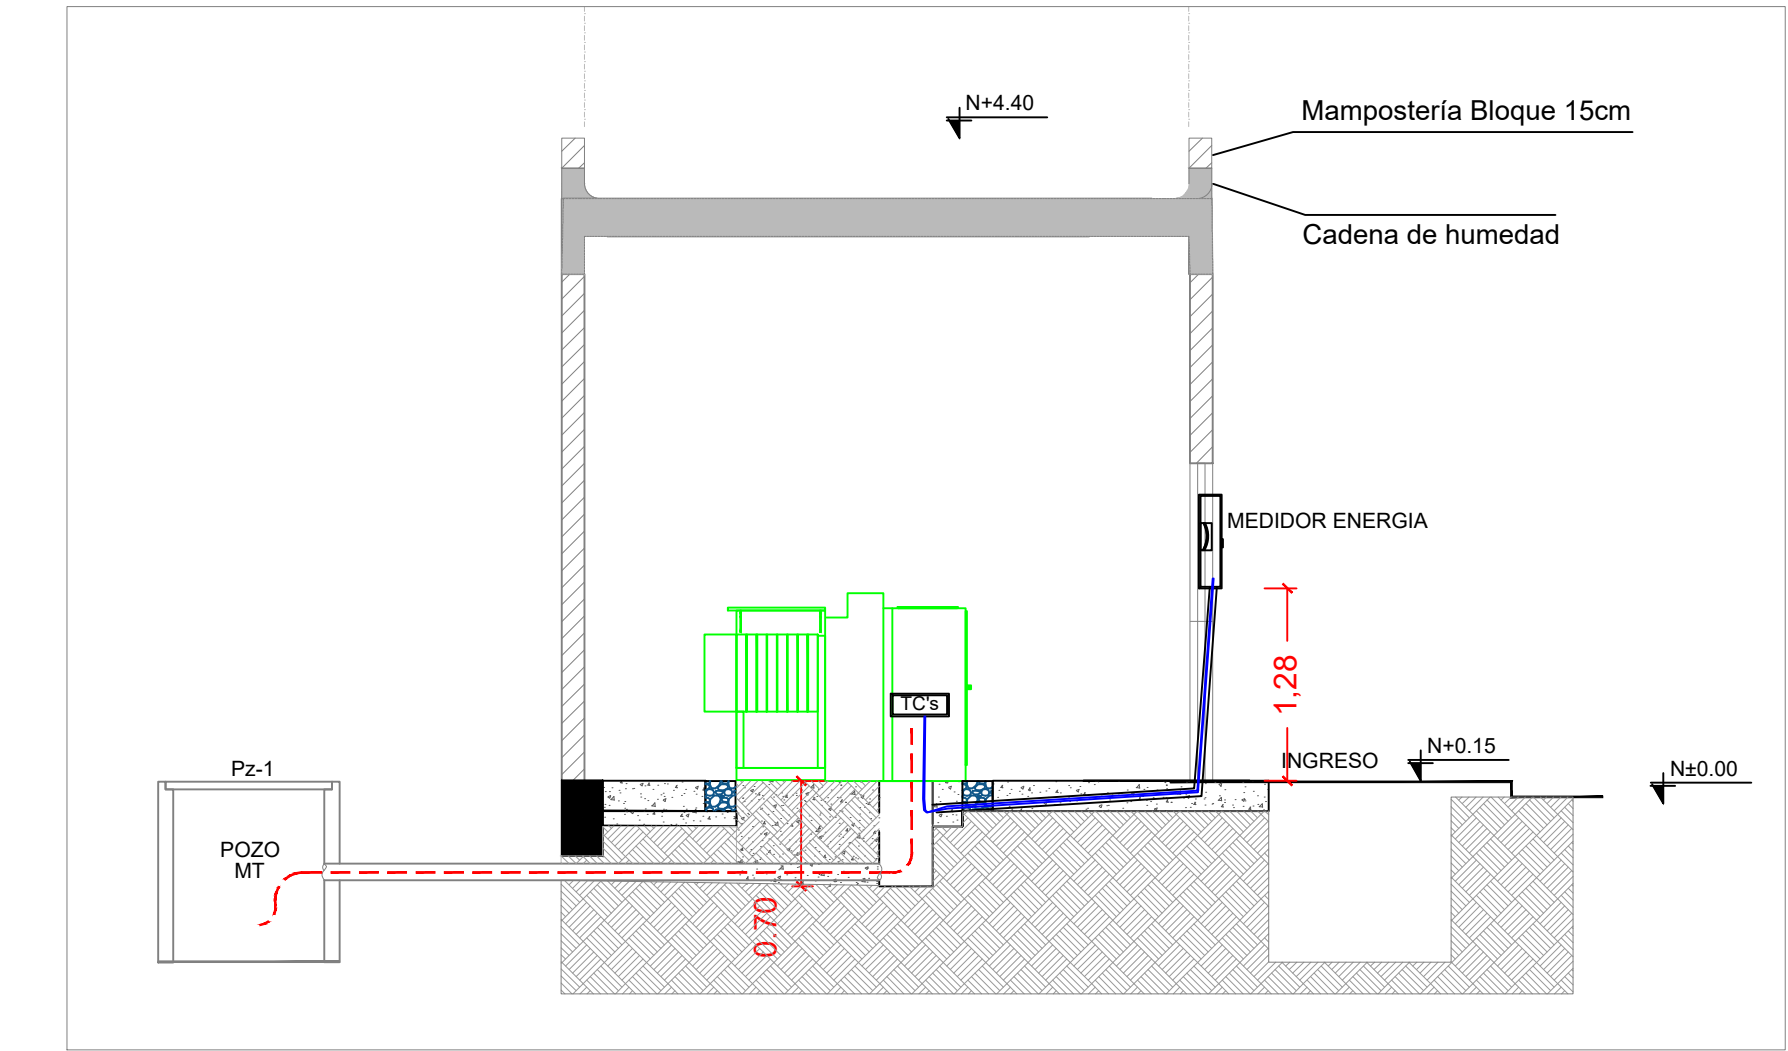 N+4.40
Mampostería Bloque 15cm
Cadena de humedad
MEDIDOR ENERGIA
1,28
TC's
INGRESO
N+0.15
N±0.00
Pz-1
POZO
MT
0.70